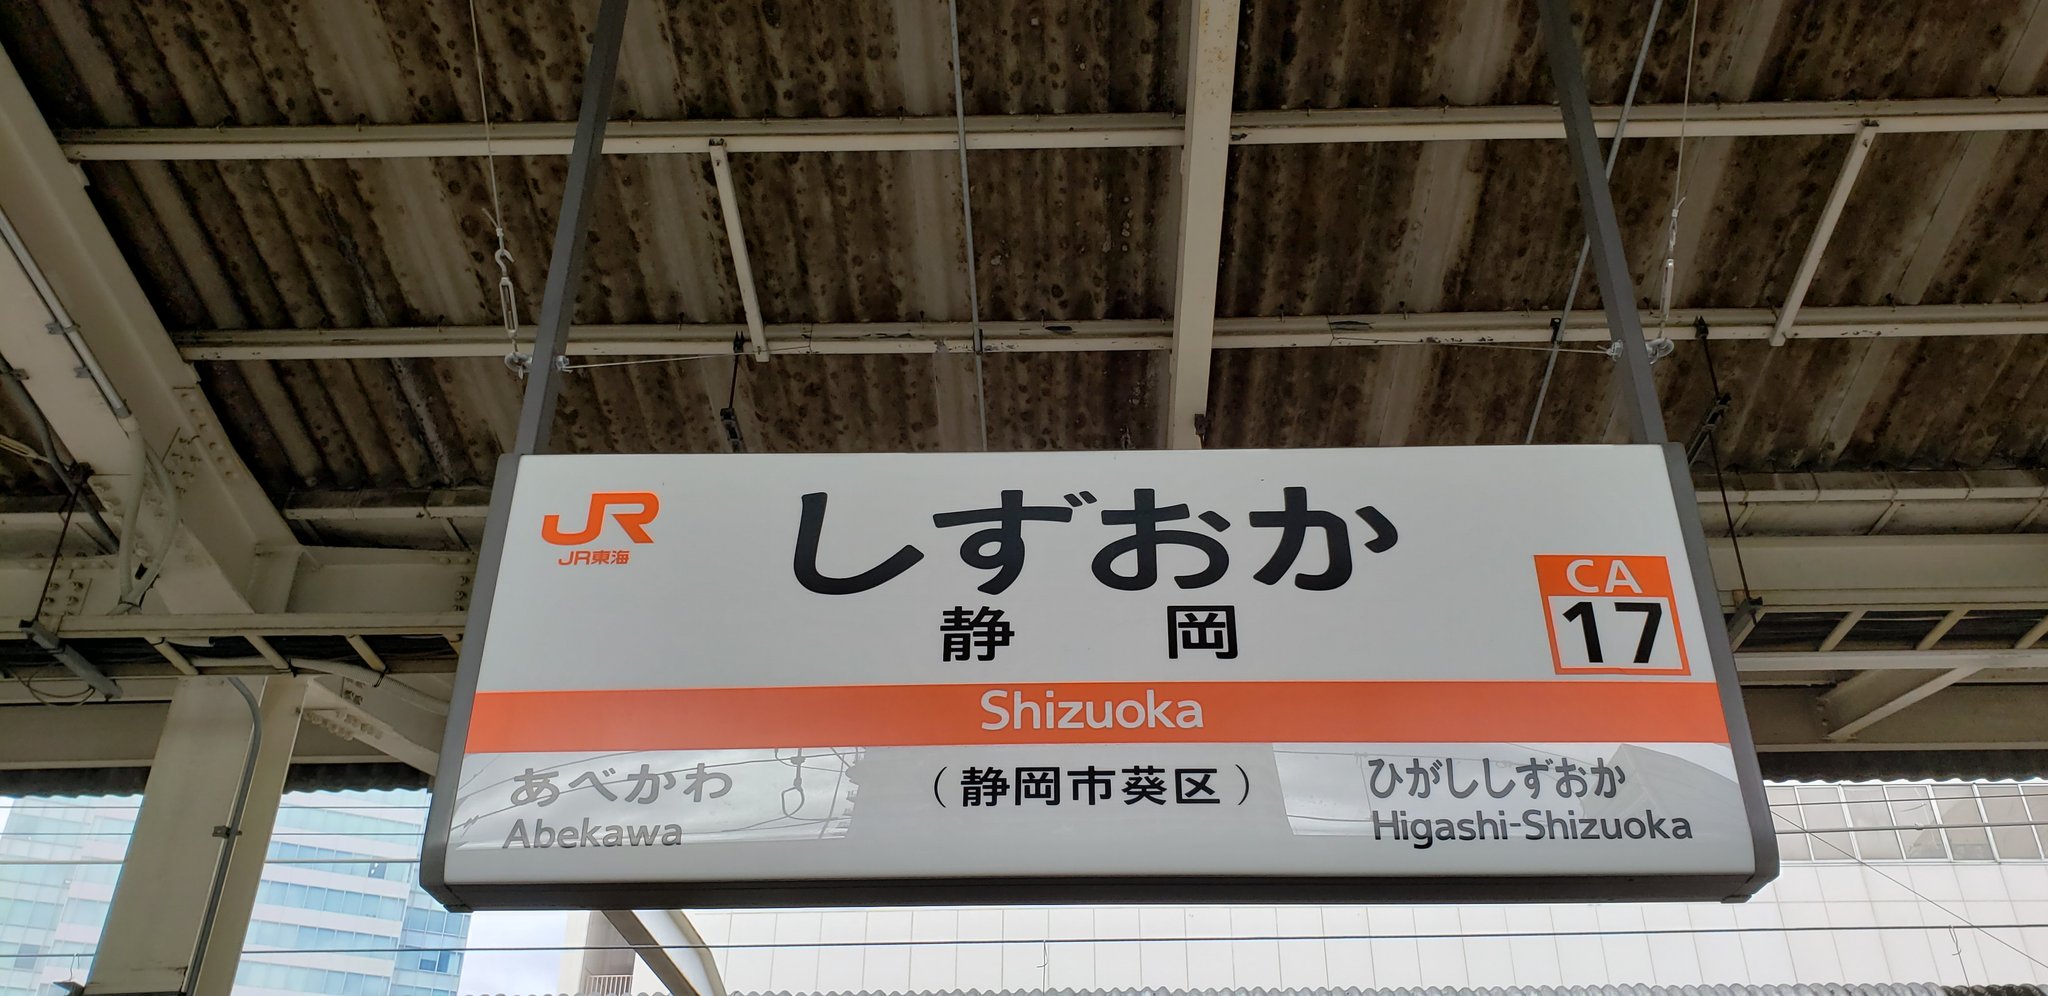 JR
JR東海
しずおか
静岡
CA
17
Shizuoka
あべかわ
Abekawa
（静岡市葵区）
ひがししずおか
Higashi-Shizuoka